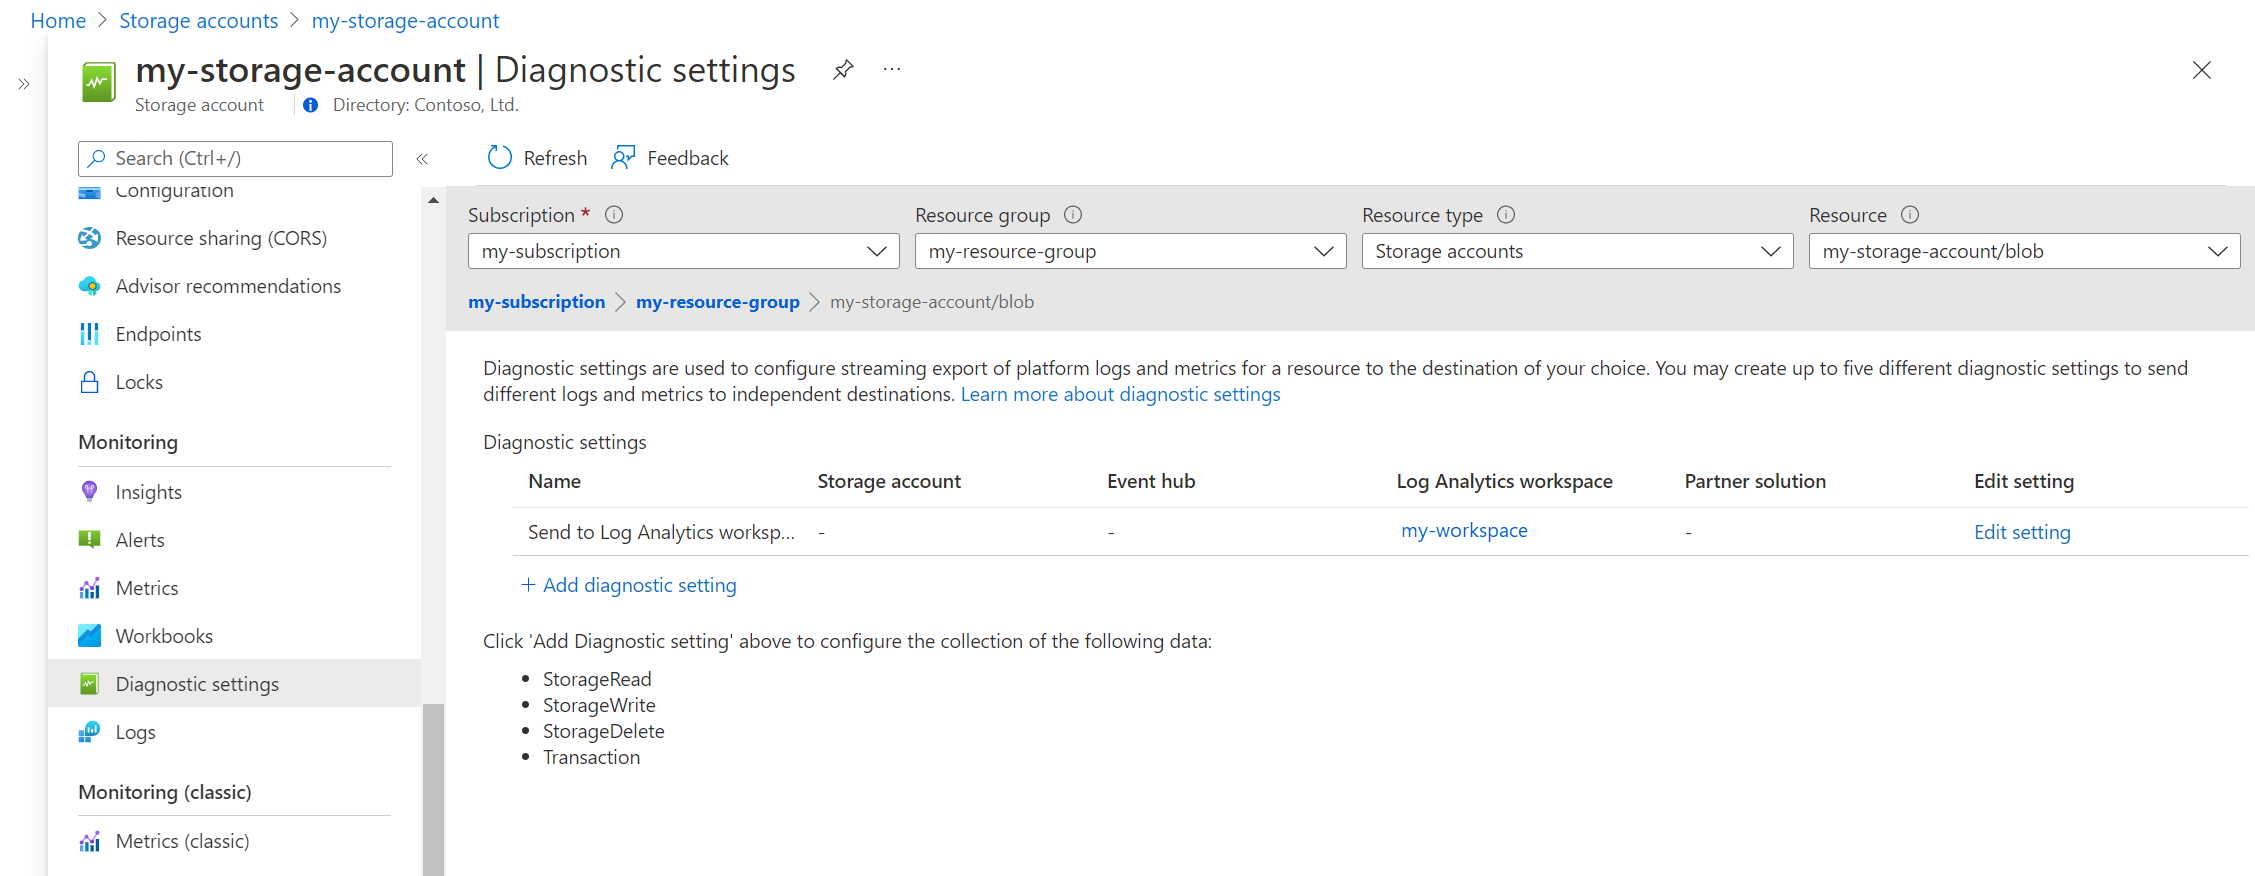 Home > Storage accounts > my-storage-account
my-storage-account | Diagnostic settings
Storage account
Directory: Contoso, Ltd.
Search (Ctrl+/)
Configuration
Resource sharing (CORS)
Advisor recommendations
Endpoints
Locks
Monitoring
Insights
Alerts
Metrics
Workbooks
Diagnostic settings
Logs
Monitoring (classic)
Metrics (classic)
Refresh
Feedback
Subscription *
Resource group
Resource type
Resource
my-subscription
my-resource-group
Storage accounts
my-storage-account/blob
my-subscription > my-resource-group > my-storage-account/blob
Diagnostic settings are used to configure streaming export of platform logs and metrics for a resource to the destination of your choice. You may create up to five different diagnostic settings to send
different logs and metrics to independent destinations. Learn more about diagnostic settings
Diagnostic settings
Name Storage account Event hub Log Analytics workspace Partner solution Edit setting
Send to Log Analytics worksp... - - my-workspace - Edit setting
+ Add diagnostic setting
Click 'Add Diagnostic setting' above to configure the collection of the following data:
• StorageRead
• StorageWrite
• StorageDelete
• Transaction